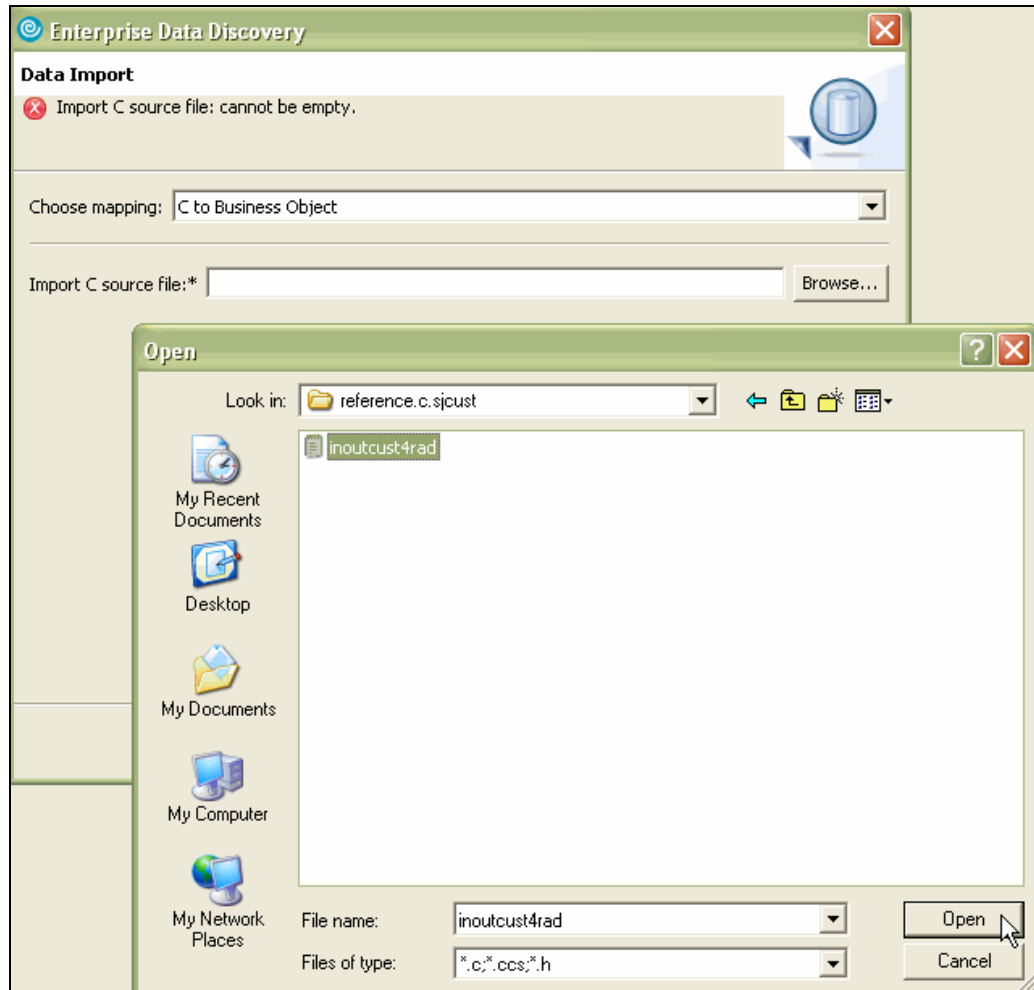 Enterprise Data Discovery
Data Import
Import C source file: cannot be empty.
Choose mapping: C to Business Object
Import C source file:* Browse...
Open
Look in: reference.c.sjcust
inoutcust4rad
My Recent
Documents
Desktop
My Documents
My Computer
My Network
Places
File name: inoutcust4rad Open
Files of type: *.c;*.ccs;*.h Cancel